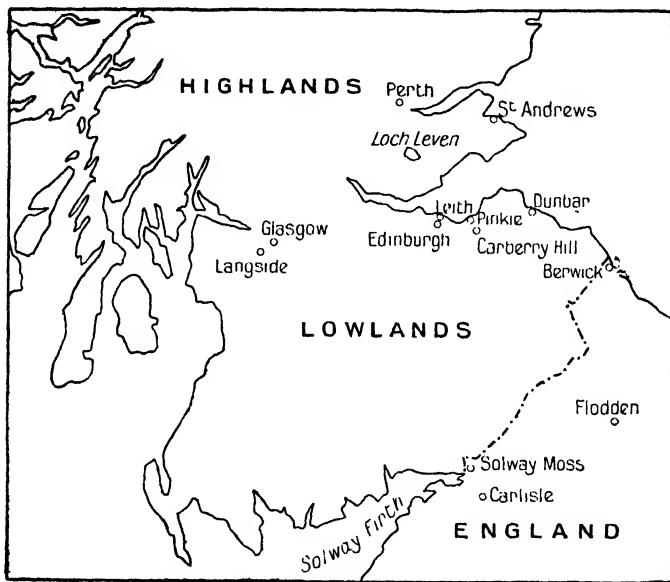 HIGHLANDS
Perth
St Andrews
Loch Leven
Leith
Pinkie
Dunbar
Edinburgh
Carberry Hill
Glasgow
Langside
Berwick
LOWLANDS
Flodden
Solway Moss
Carlisle
Solway Firth
ENGLAND